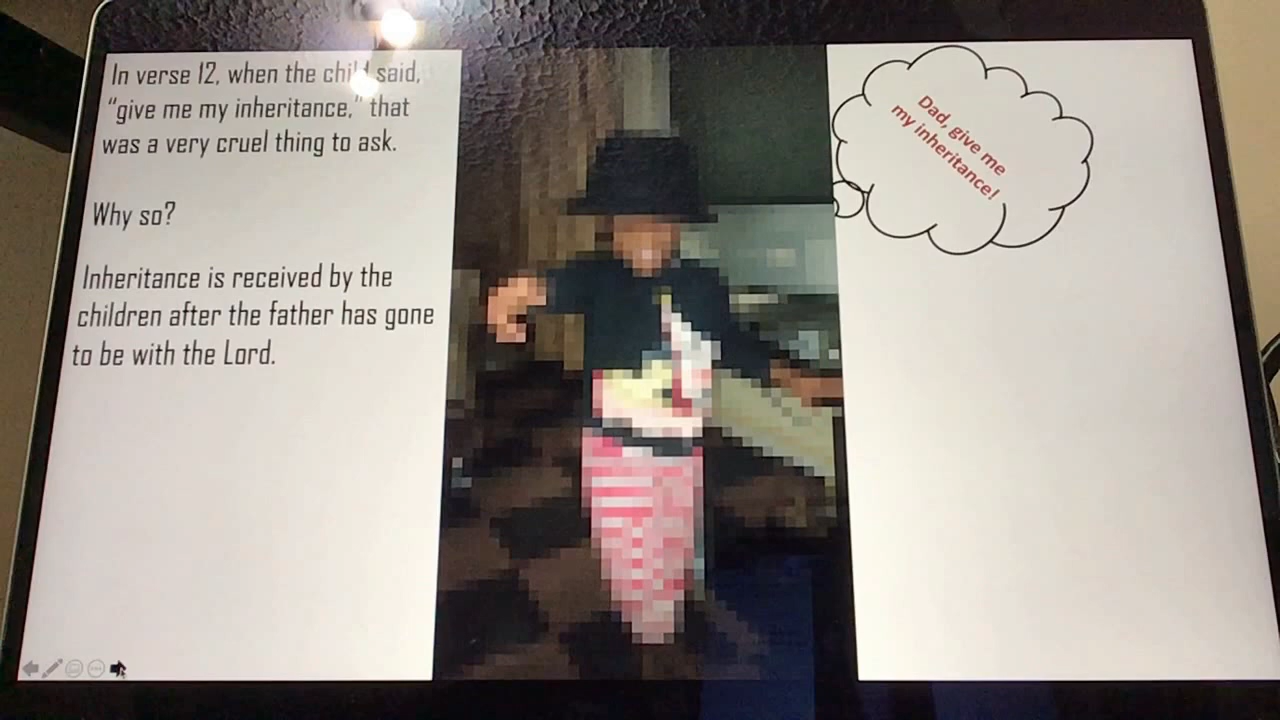 In verse 12, when the child said,
"give me my inheritance," that
was a very cruel thing to ask.
Why so?
Inheritance is received by the
children after the father has gone
to be with the Lord.
Dad, give me
my inheritance!